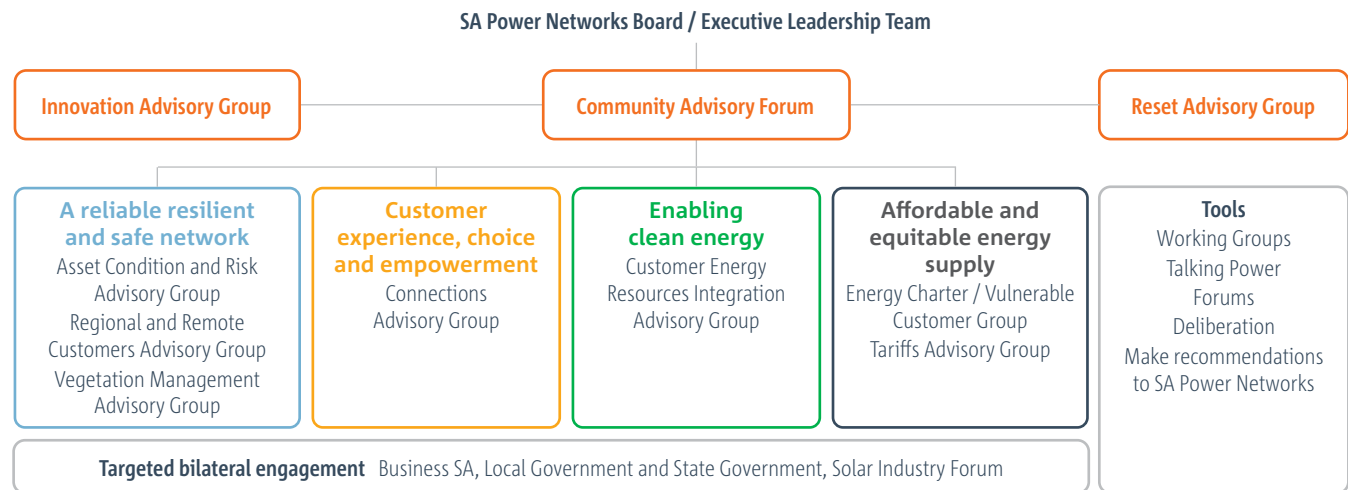 SA Power Networks Board / Executive Leadership Team
Innovation Advisory Group
Community Advisory Forum
Reset Advisory Group
A reliable resilient
and safe network
Asset Condition and Risk
Advisory Group
Regional and Remote
Customers Advisory Group
Vegetation Management
Advisory Group
Customer
experience, choice
and empowerment
Connections
Advisory Group
Enabling
clean energy
Customer Energy
Resources Integration
Advisory Group
Affordable and
equitable energy
supply
Energy Charter / Vulnerable
Customer Group
Tariffs Advisory Group
Tools
Working Groups
Talking Power
Forums
Deliberation
Make recommendations
to SA Power Networks
Targeted bilateral engagement Business SA, Local Government and State Government, Solar Industry Forum